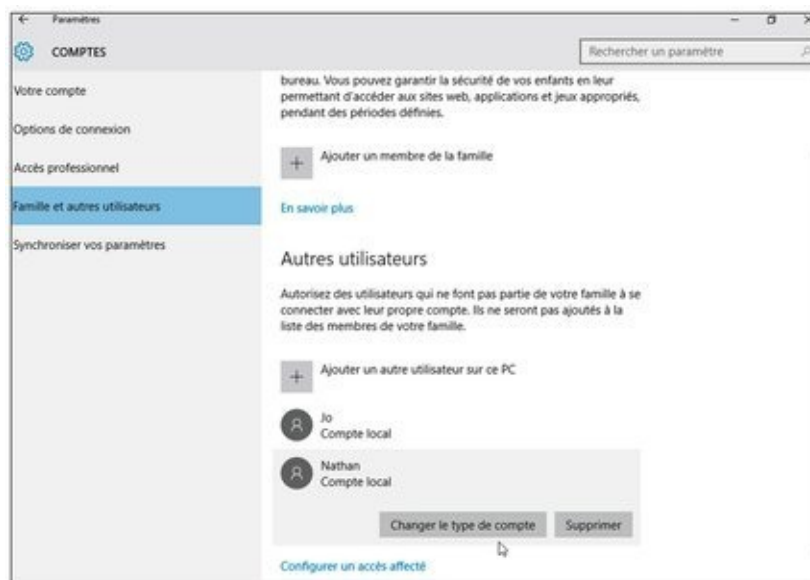 Paramètres
COMPTES
Rechercher un paramètre
Votre compte
Options de connexion
Accès professionnel
Famille et autres utilisateurs
Synchroniser vos paramètres
bureau. Vous pouvez garantir la sécurité de vos enfants en leur
permettant d'accéder aux sites web, applications et jeux appropriés,
pendant des périodes définies.
Ajouter un membre de la famille
En savoir plus
Autres utilisateurs
Autorisez des utilisateurs qui ne font pas partie de votre famille à se
connecter avec leur propre compte. Ils ne seront pas ajoutés à la
liste des membres de votre famille.
Ajouter un autre utilisateur sur ce PC
Jo
Compte local
Nathan
Compte local
Changer le type de compte Supprimer
Configurer un accès affecté